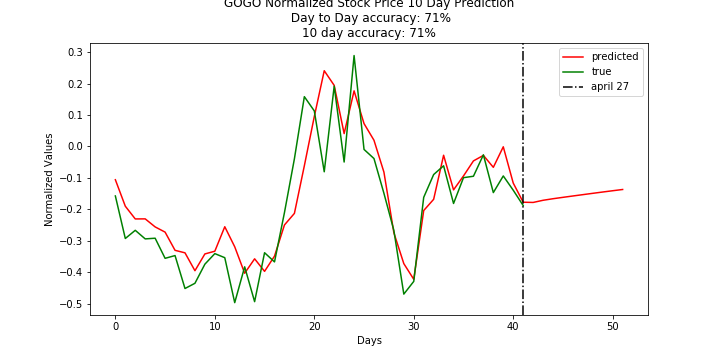 GOGO Normalized Stock Price 10 Day Prediction
Day to Day accuracy: 71%
10 day accuracy: 71%
predicted
true
april 27
0.3
0.2
0.1
0.0
−0.1
−0.2
−0.3
−0.4
−0.5
Normalized Values
0
10
20
30
40
50
Days